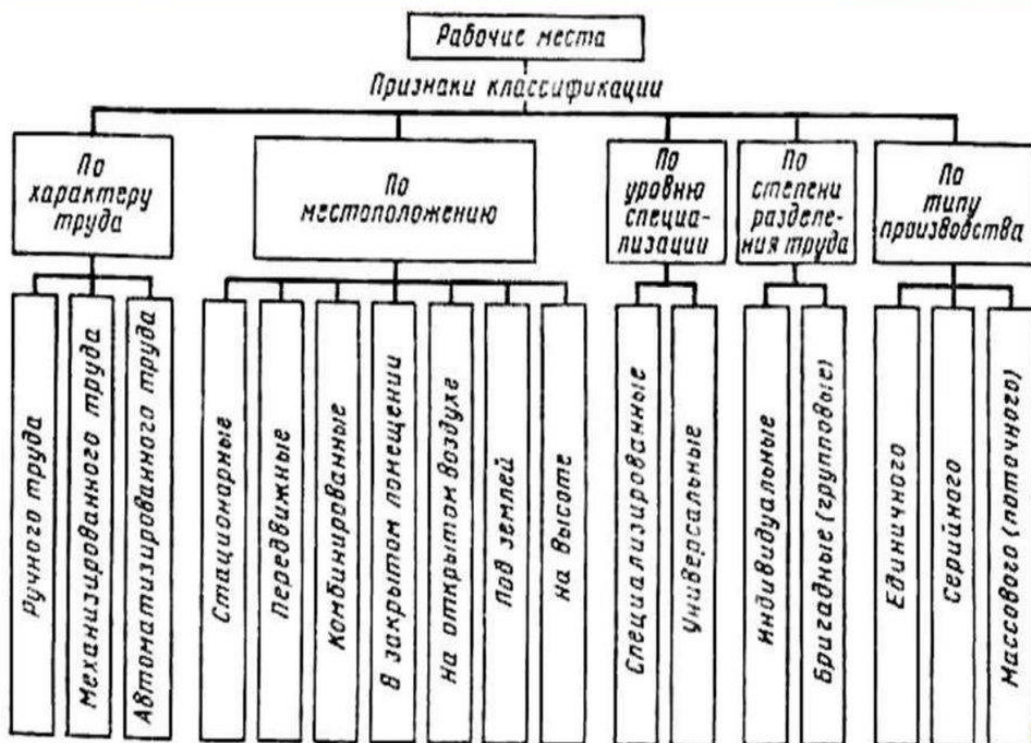 Рабочие места
Признаки классификации
По
характеру
труда
По
местоположению
По
уровню
специа-
лизации
По
степени
разделе-
ния труда
По
типу
производства
Ручного труда
Механизированного труда
Автоматизированного труда
Стационарные
Передвижные
Комбинированные
В закрытом помещении
На открытом воздухе
Под землей
На высоте
Специализированные
Универсальные
Индивидуальные
Бригадные (групповые)
Единичного
Серийного
Массового (поточного)